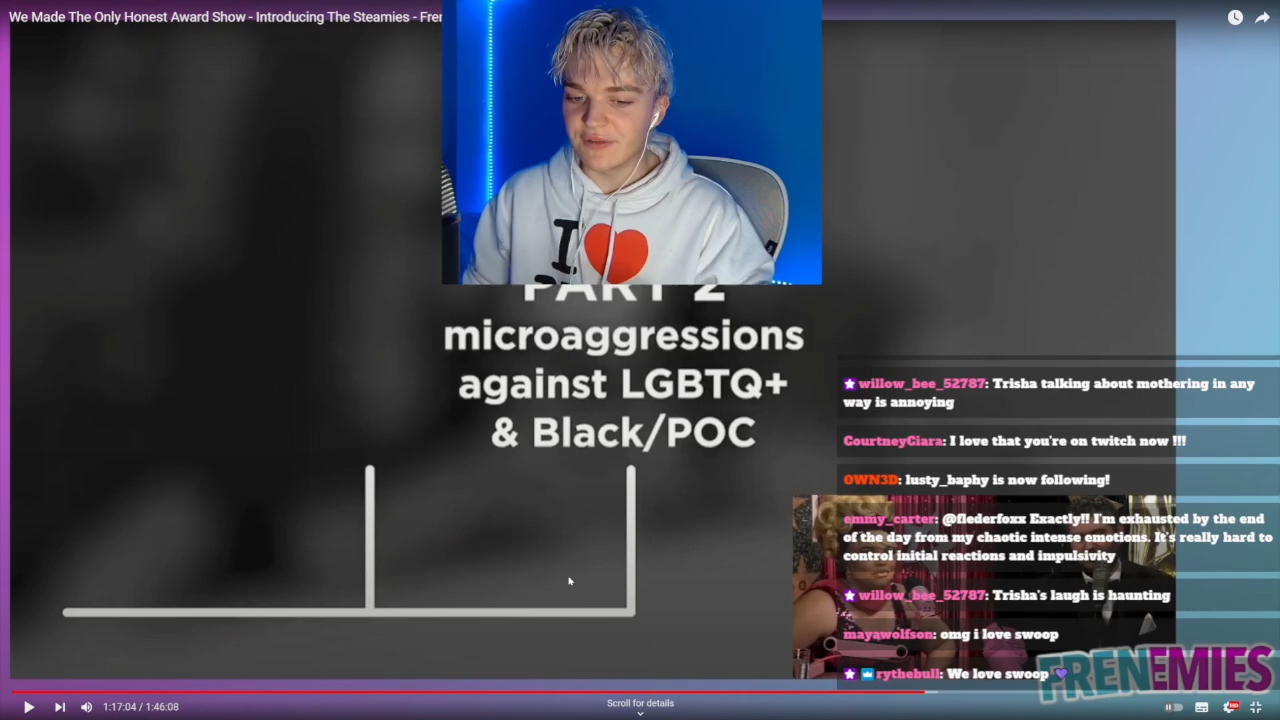 We Made The Only Honest Award Show - Introducing The Steamies - Fren
I
PART 2
microaggressions
against LGBTQ+
& Black/POC
willow_bee_52787: Trisha talking about mothering in any
way is annoying
CourtneyCiara: I love that you're on twitch now !!!
OWN3D: lusty_baphy is now following!
emmy_carter: @flederfoxx Exactly!! I'm exhausted by the end
of the day from my chaotic intense emotions. It's really hard to
control initial reactions and impulsivity
willow_bee_52787: Trisha's laugh is haunting
mayawolfson: omg i love swoop
rythebull: We love swoop
FRENEMIES
1:17:04 / 1:46:08
Scroll for details
HD